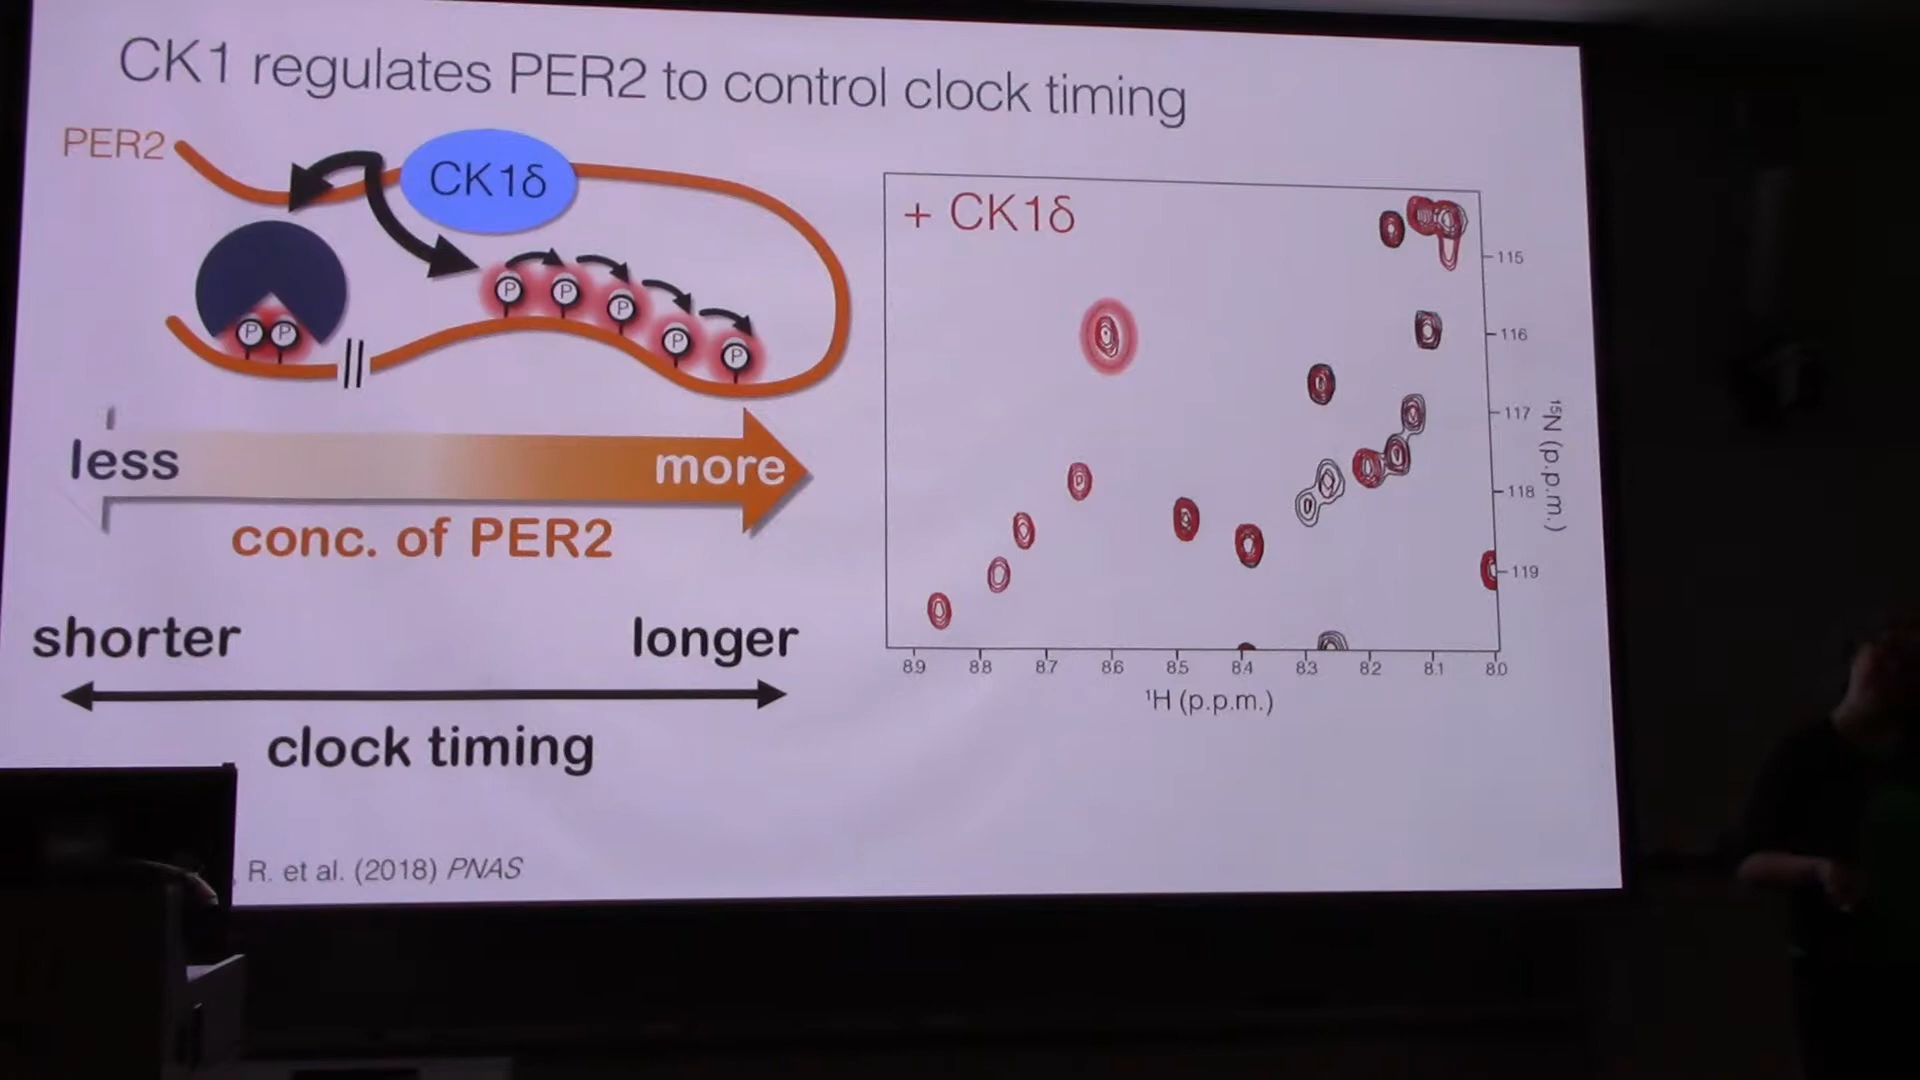 CK1 regulates PER2 to control clock timing
PER2
CK1δ
P P P P P
P P
less
more
conc. of PER2
shorter
longer
clock timing
R. et al. (2018) PNAS
+ CK1δ
115
116
117
118
119
¹⁵N (p.p.m.)
8.9 8.8 8.7 8.6 8.5 8.4 8.3 8.2 8.1 8.0
¹H (p.p.m.)